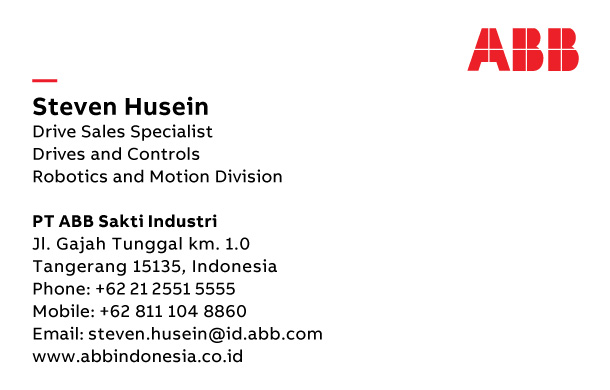 ABB
Steven Husein
Drive Sales Specialist
Drives and Controls
Robotics and Motion Division
PT ABB Sakti Industri
Jl. Gajah Tunggal km. 1.0
Tangerang 15135, Indonesia
Phone: +62 21 2551 5555
Mobile: +62 811 104 8860
Email: steven.husein@id.abb.com
www.abbindonesia.co.id